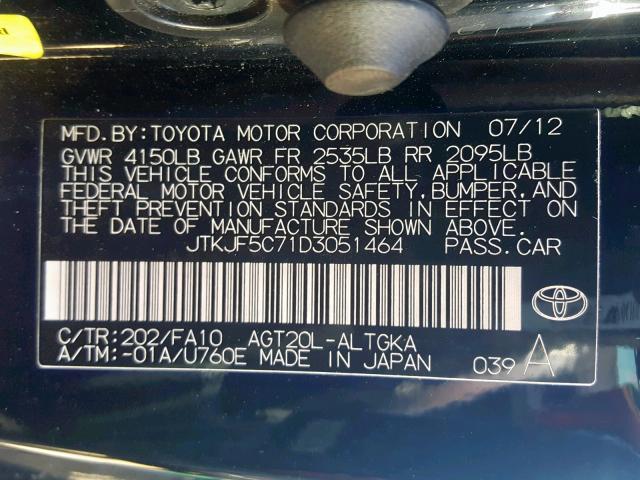 MFD.BY:TOYOTA MOTOR CORPORATION 07/12
GVWR 4150LB GAWR FR 2535LB RR 2095LB
THIS VEHICLE CONFORMS TO ALL APPLICABLE
FEDERAL MOTOR VEHICLE SAFETY,BUMPER,AND
THEFT PREVENTION STANDARDS IN EFFECT ON
THE DATE OF MANUFACTURE SHOWN ABOVE.
JTKJF5C71D3051464 PASS.CAR
C/TR:202/FA10 AGT20L-ALTGKA
A/TM:-01A/U760E MADE IN JAPAN 039 A